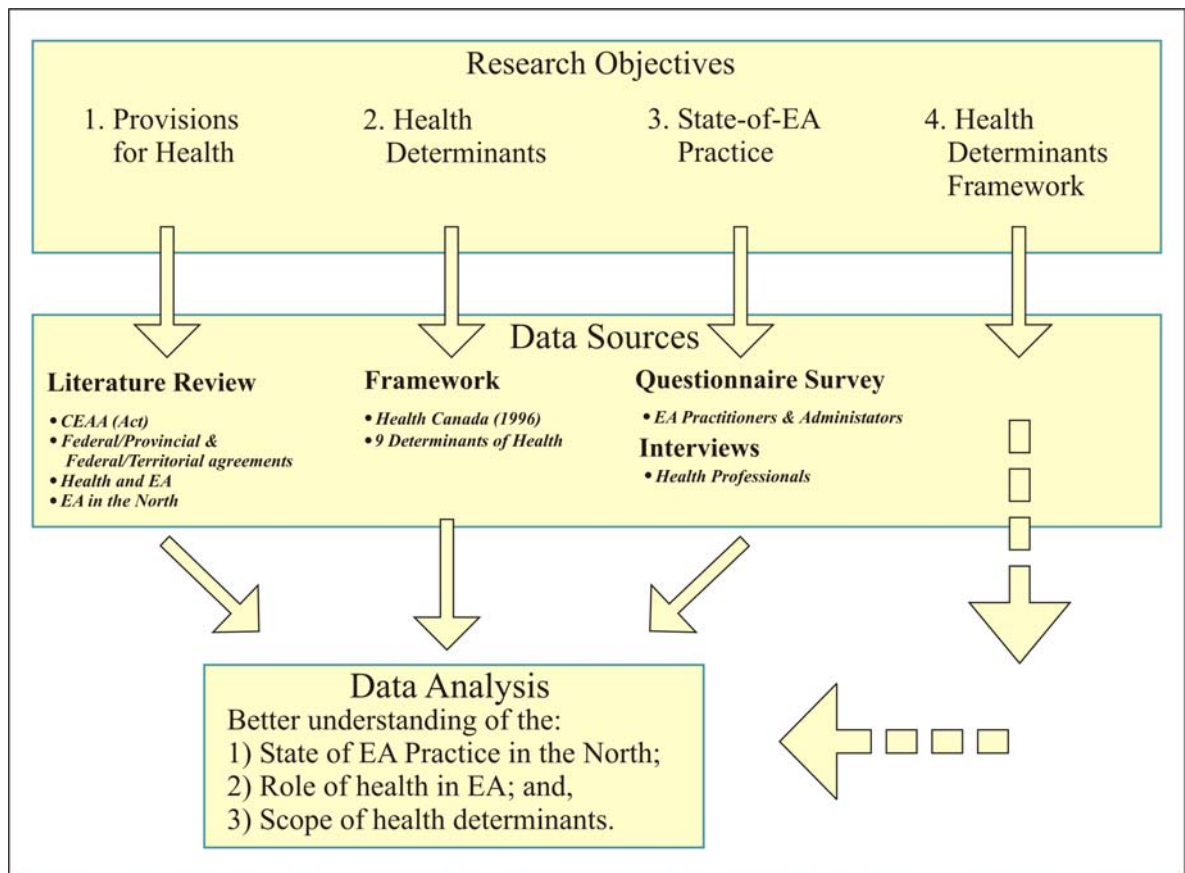 Research Objectives
1. Provisions
for Health
2. Health
Determinants
3. State-of-EA
Practice
4. Health
Determinants
Framework
Data Sources
Literature Review
• CEAA (Act)
• Federal/Provincial &
Federal/Territorial agreements
• Health and EA
• EA in the North
Framework
• Health Canada (1996)
• 9 Determinants of Health
Questionnaire Survey
• EA Practitioners & Administators
Interviews
• Health Professionals
Data Analysis
Better understanding of the:
1) State of EA Practice in the North;
2) Role of health in EA; and,
3) Scope of health determinants.